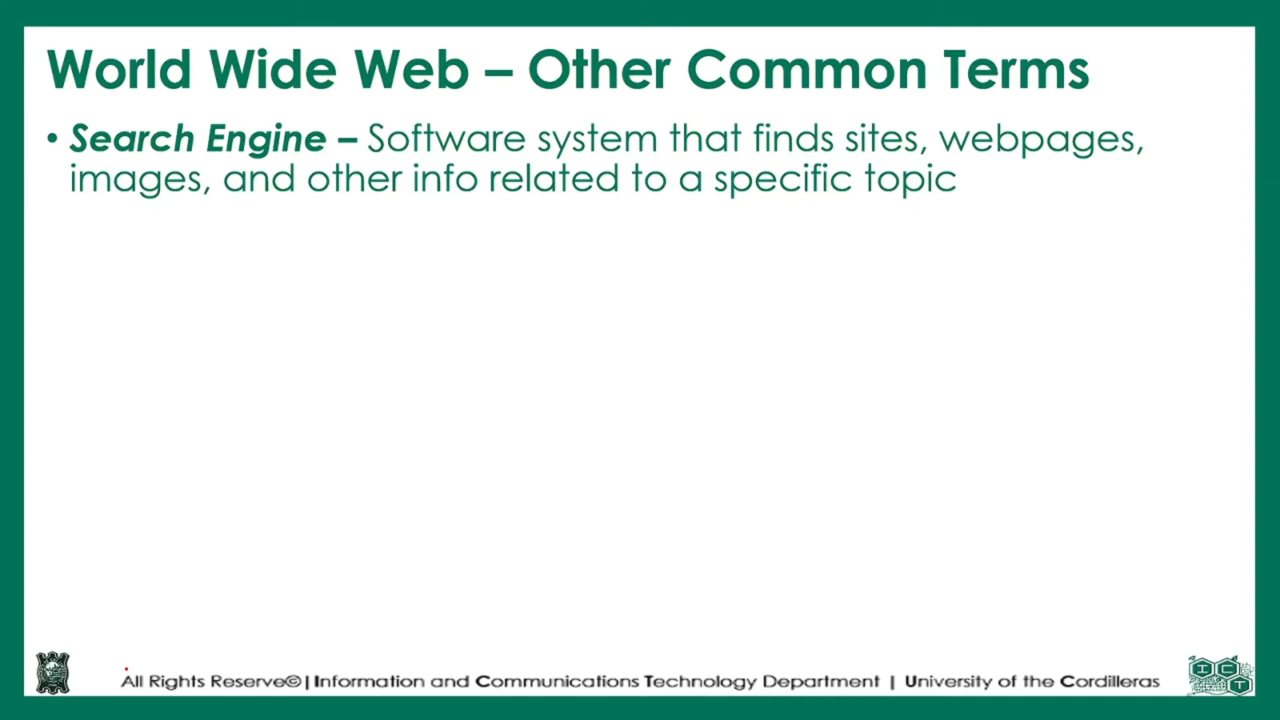 World Wide Web – Other Common Terms
• Search Engine – Software system that finds sites, webpages,
images, and other info related to a specific topic
All Rights Reserve©|Information and Communications Technology Department | University of the Cordilleras
I C
T